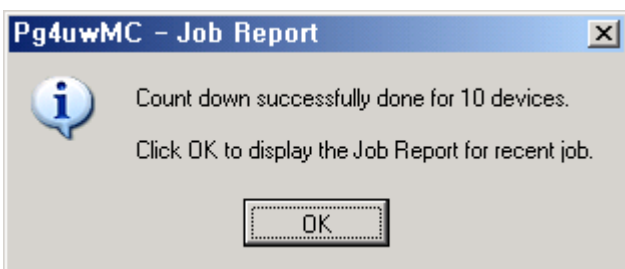 Pg4uwMC - Job Report
Count down successfully done for 10 devices.
Click OK to display the Job Report for recent job.
OK